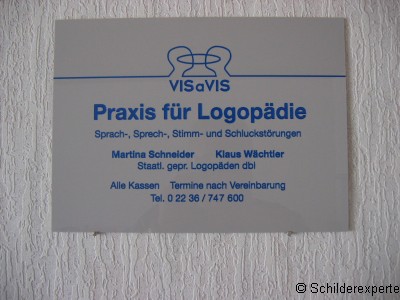 VISaVIS
Praxis für Logopädie
Sprach-, Sprech-, Stimm- und Schluckstörungen
Martina Schneider Klaus Wächtler
Staatl. gepr. Logopäden dbl
Alle Kassen Termine nach Vereinbarung
Tel. 0 22 36 / 747 600
© Schilderexperte